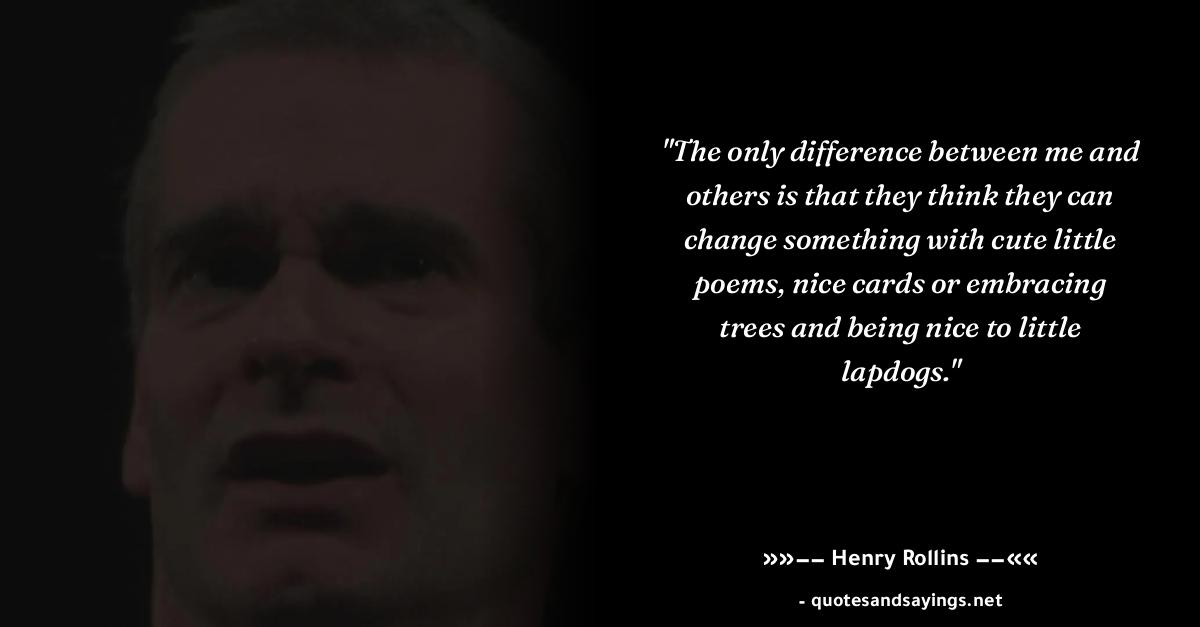 "The only difference between me and
others is that they think they can
change something with cute little
poems, nice cards or embracing
trees and being nice to little
lapdogs."
»»–– Henry Rollins ––««
- quotesandsayings.net